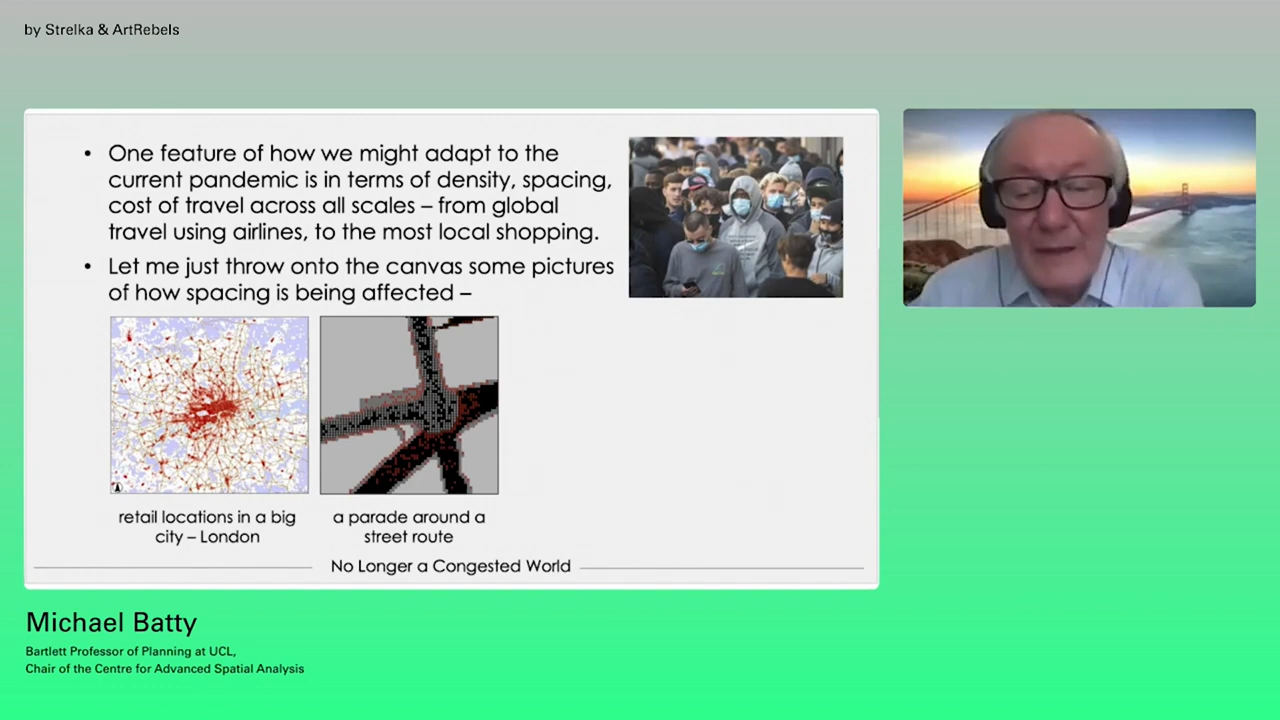 by Strelka & ArtRebels
• One feature of how we might adapt to the
current pandemic is in terms of density, spacing,
cost of travel across all scales – from global
travel using airlines, to the most local shopping.
• Let me just throw onto the canvas some pictures
of how spacing is being affected –
retail locations in a big
city – London
a parade around a
street route
No Longer a Congested World
Michael Batty
Bartlett Professor of Planning at UCL,
Chair of the Centre for Advanced Spatial Analysis